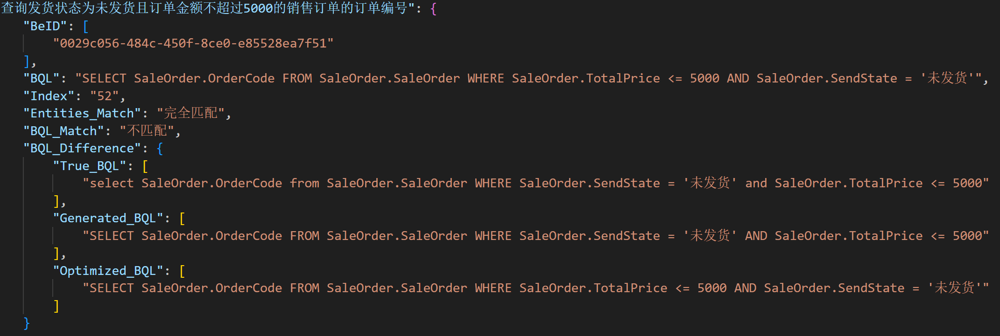 查询发货状态为未发货且订单金额不超过5000的销售订单的订单编号": {
"BeID": [
"0029c056-484c-450f-8ce0-e85528ea7f51"
],
"BQL": "SELECT SaleOrder.OrderCode FROM SaleOrder.SaleOrder WHERE SaleOrder.TotalPrice <= 5000 AND SaleOrder.SendState = '未发货'",
"Index": "52",
"Entities_Match": "完全匹配",
"BQL_Match": "不匹配",
"BQL_Difference": {
"True_BQL": [
"select SaleOrder.OrderCode from SaleOrder.SaleOrder WHERE SaleOrder.SendState = '未发货' and SaleOrder.TotalPrice <= 5000"
],
"Generated_BQL": [
"SELECT SaleOrder.OrderCode FROM SaleOrder.SaleOrder WHERE SaleOrder.SendState = '未发货' AND SaleOrder.TotalPrice <= 5000"
],
"Optimized_BQL": [
"SELECT SaleOrder.OrderCode FROM SaleOrder.SaleOrder WHERE SaleOrder.TotalPrice <= 5000 AND SaleOrder.SendState = '未发货'"
]
}